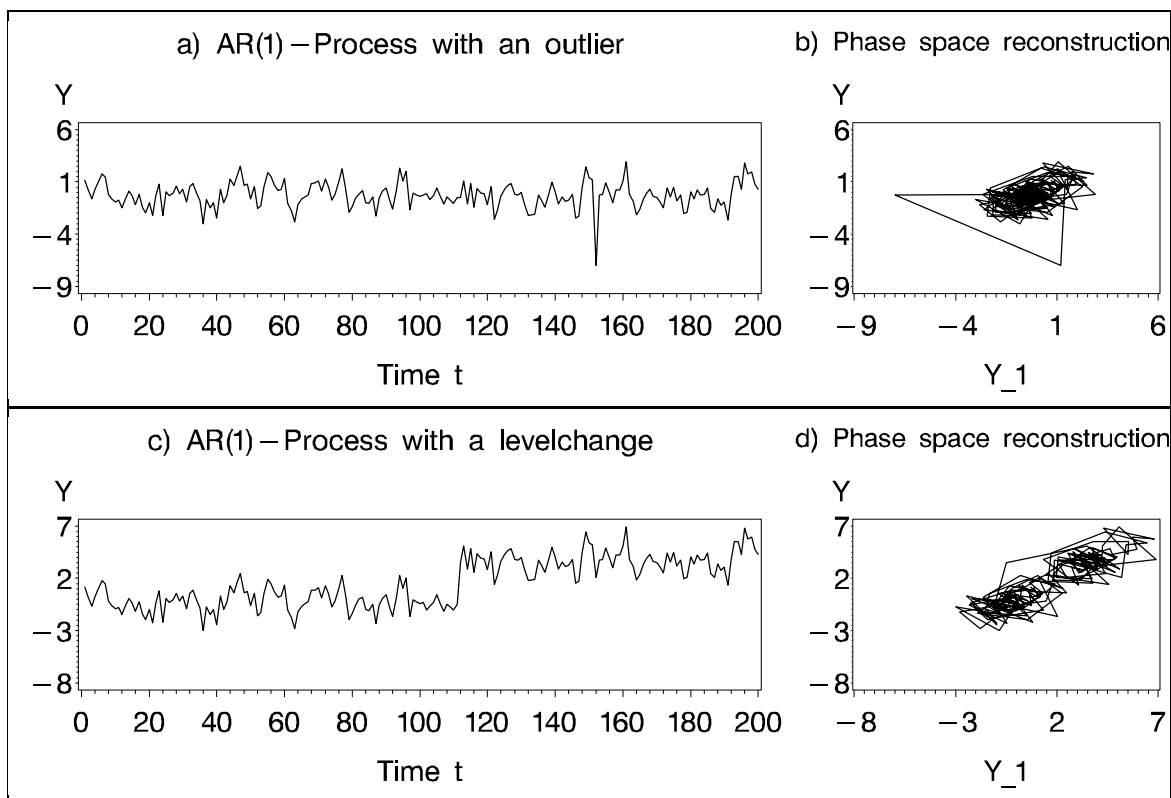 a) AR(1)−Process with an outlier
b) Phase space reconstruction
Y
6
1
−4
−9
0 20 40 60 80 100 120 140 160 180 200
Time t
Y
6
1
−4
−9
−9 −4 1 6
Y_1
c) AR(1)−Process with a levelchange
d) Phase space reconstruction
Y
7
2
−3
−8
0 20 40 60 80 100 120 140 160 180 200
Time t
Y
7
2
−3
−8
−8 −3 2 7
Y_1